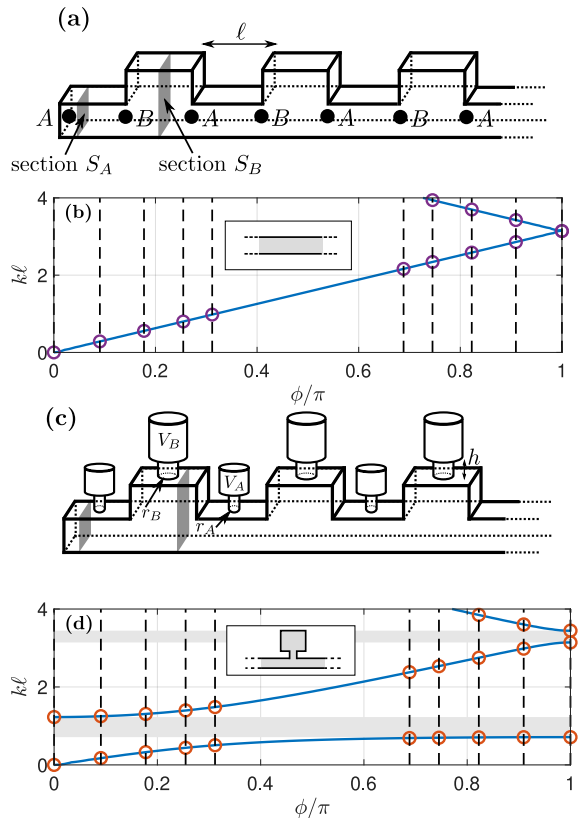 (a)
ℓ
A B A B A B A
section S_A section S_B
(b)
4
2
0
kℓ
0 0.2 0.4 0.6 0.8 1
ϕ/π
(c)
V_B
V_A
h
r_B
r_A
(d)
4
2
0
kℓ
0 0.2 0.4 0.6 0.8 1
ϕ/π